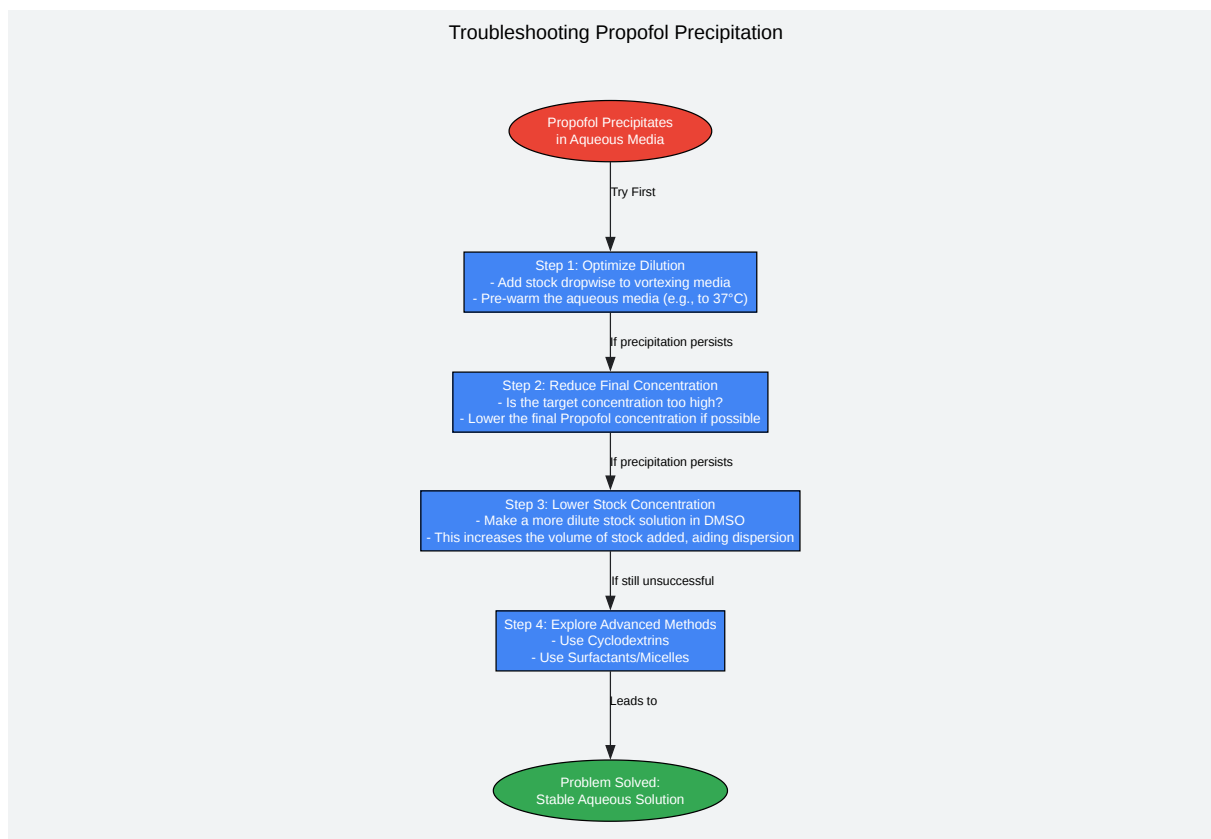 Troubleshooting Propofol Precipitation
Propofol Precipitates
in Aqueous Media
Try First
Step 1: Optimize Dilution
- Add stock dropwise to vortexing media
- Pre-warm the aqueous media (e.g., to 37°C)
If precipitation persists
Step 2: Reduce Final Concentration
- Is the target concentration too high?
- Lower the final Propofol concentration if possible
If precipitation persists
Step 3: Lower Stock Concentration
- Make a more dilute stock solution in DMSO
- This increases the volume of stock added, aiding dispersion
If still unsuccessful
Step 4: Explore Advanced Methods
- Use Cyclodextrins
- Use Surfactants/Micelles
Leads to
Problem Solved:
Stable Aqueous Solution